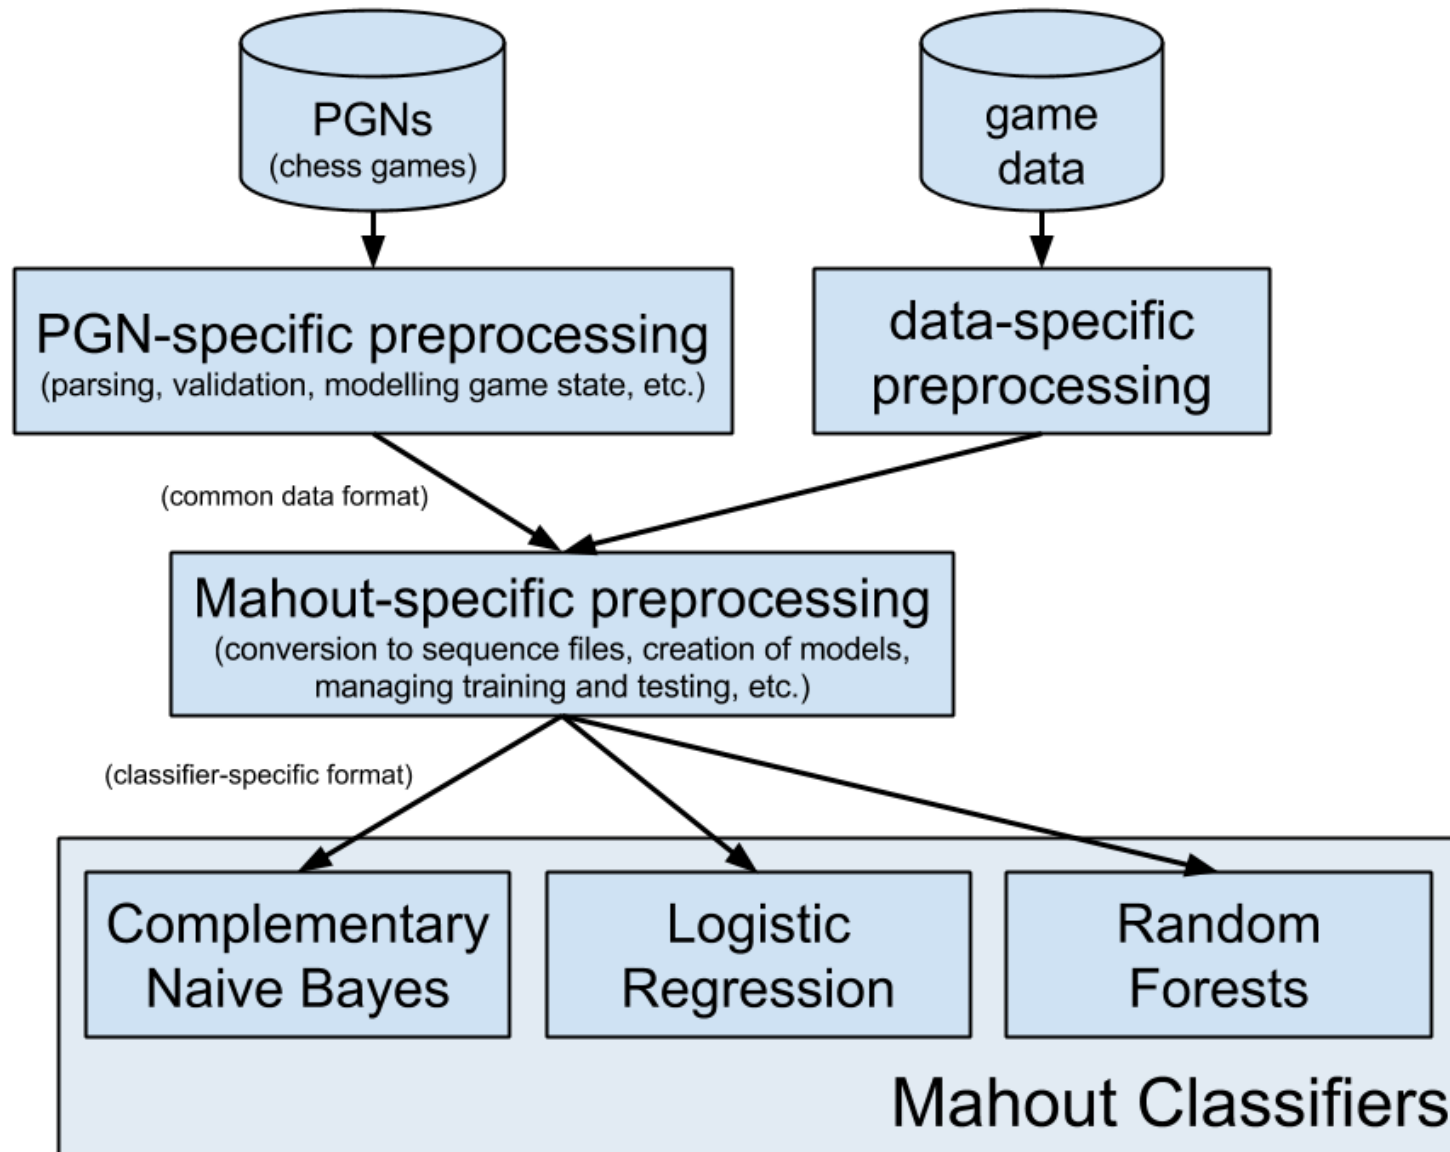 PGNs
(chess games)
game
data
PGN-specific preprocessing
(parsing, validation, modelling game state, etc.)
data-specific
preprocessing
(common data format)
Mahout-specific preprocessing
(conversion to sequence files, creation of models,
managing training and testing, etc.)
(classifier-specific format)
Complementary
Naive Bayes
Logistic
Regression
Random
Forests
Mahout Classifiers